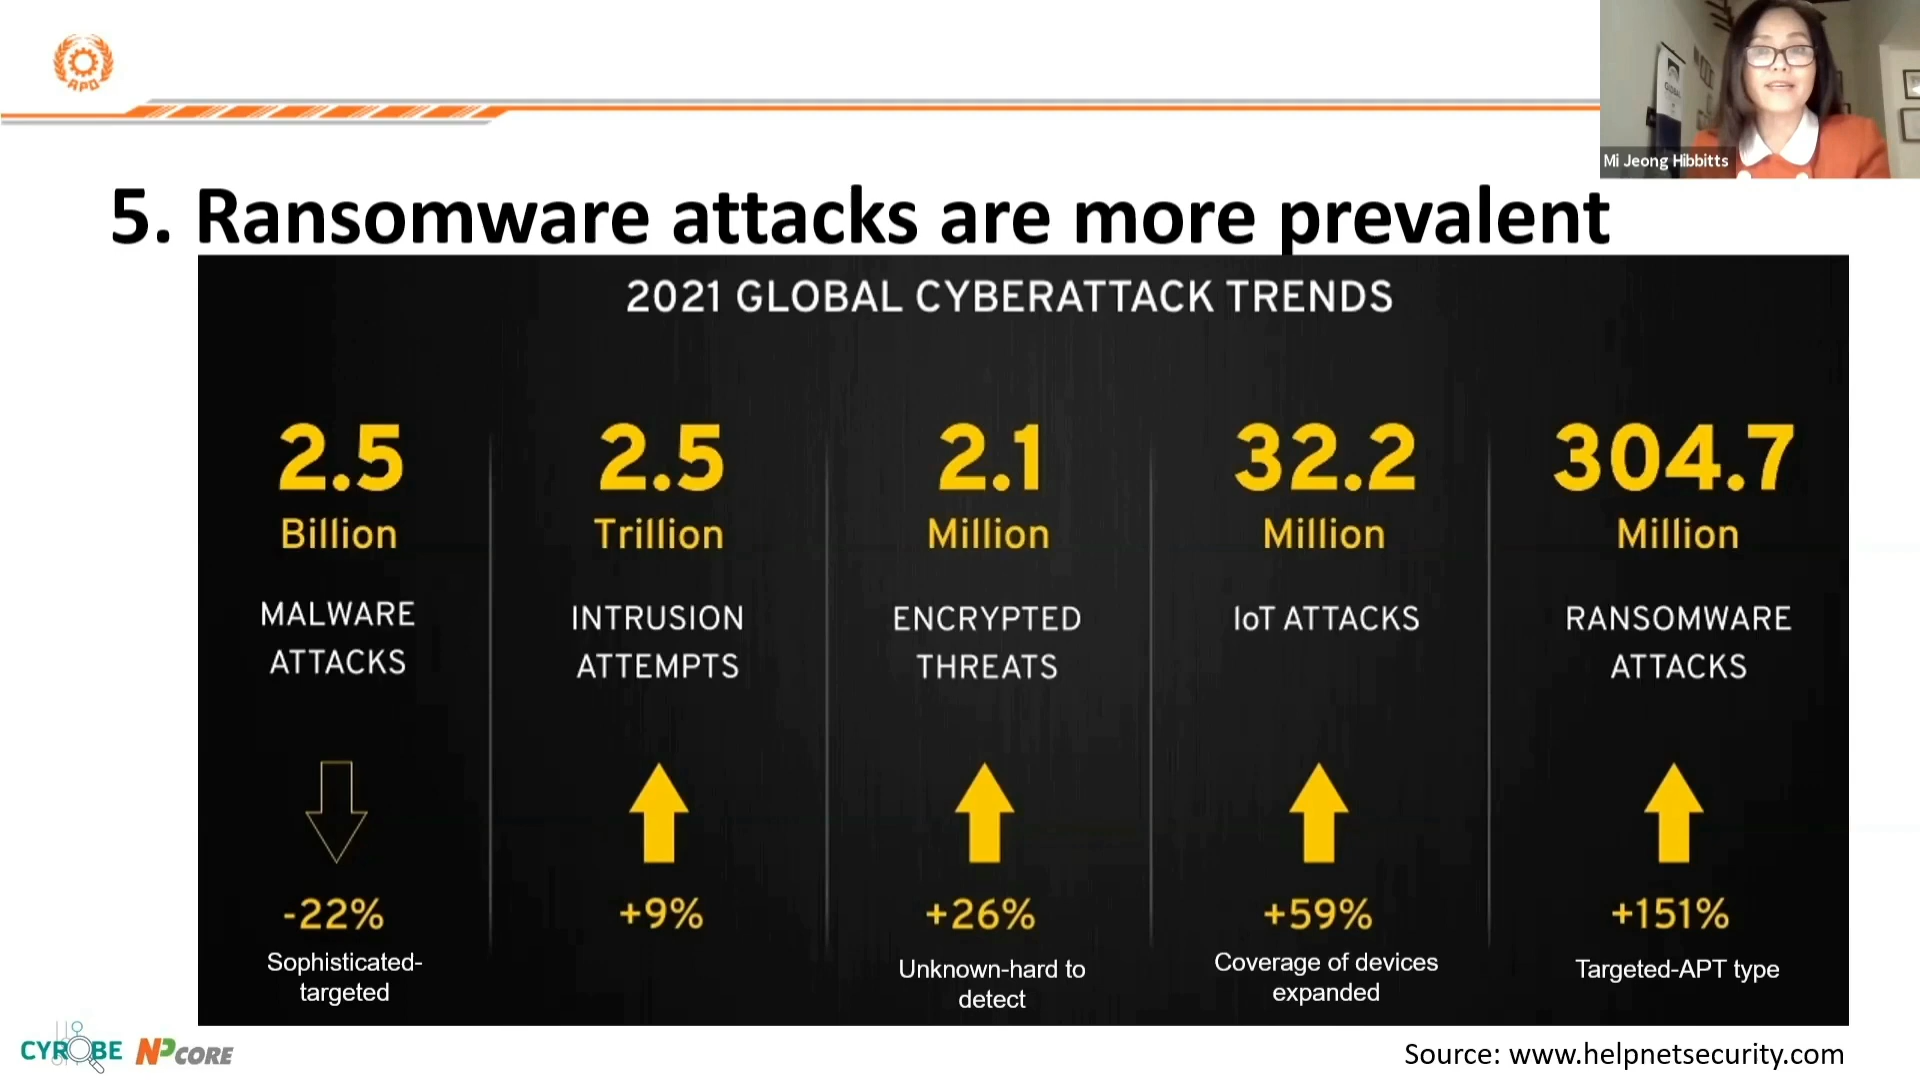 APO
GLOBAL
Mi Jeong Hibbitts
5. Ransomware attacks are more prevalent
2021 GLOBAL CYBERATTACK TRENDS
2.5
Billion
MALWARE
ATTACKS
-22%
Sophisticated-
targeted
2.5
Trillion
INTRUSION
ATTEMPTS
+9%
2.1
Million
ENCRYPTED
THREATS
+26%
Unknown-hard to
detect
32.2
Million
IoT ATTACKS
+59%
Coverage of devices
expanded
304.7
Million
RANSOMWARE
ATTACKS
+151%
Targeted-APT type
CYROBE NPCORE
Source: www.helpnetsecurity.com